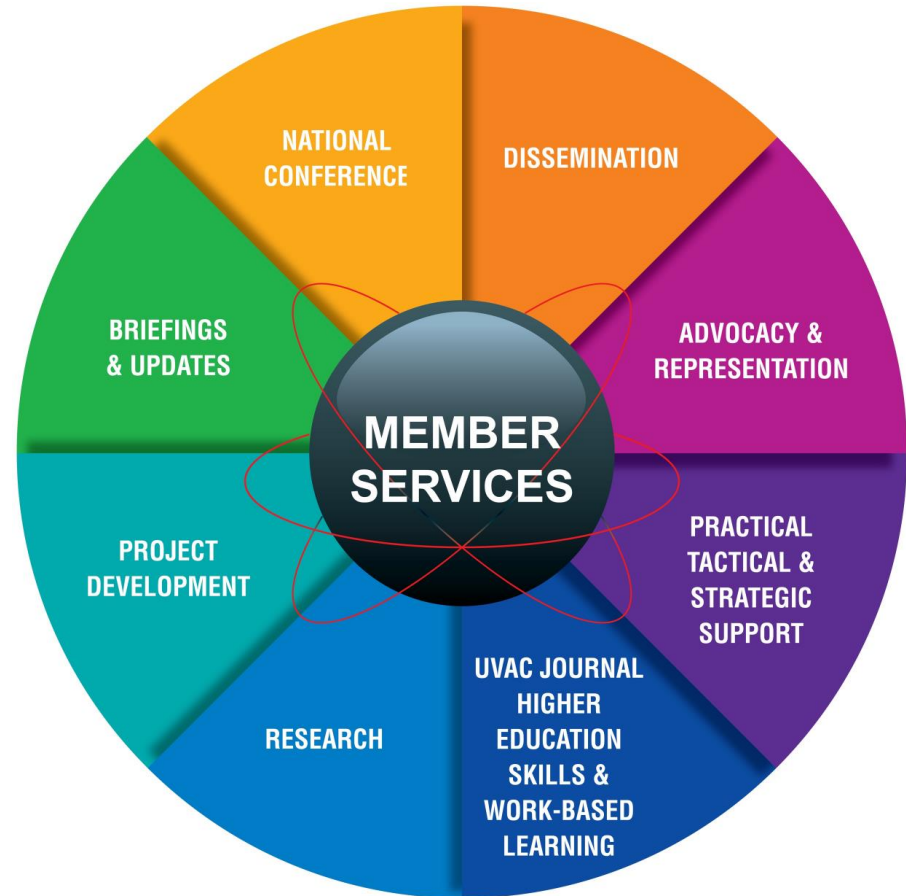 NATIONAL
CONFERENCE
DISSEMINATION
ADVOCACY &
REPRESENTATION
PRACTICAL
TACTICAL &
STRATEGIC
SUPPORT
UVAC JOURNAL
HIGHER
EDUCATION
SKILLS &
WORK-BASED
LEARNING
RESEARCH
PROJECT
DEVELOPMENT
BRIEFINGS
& UPDATES
MEMBER
SERVICES